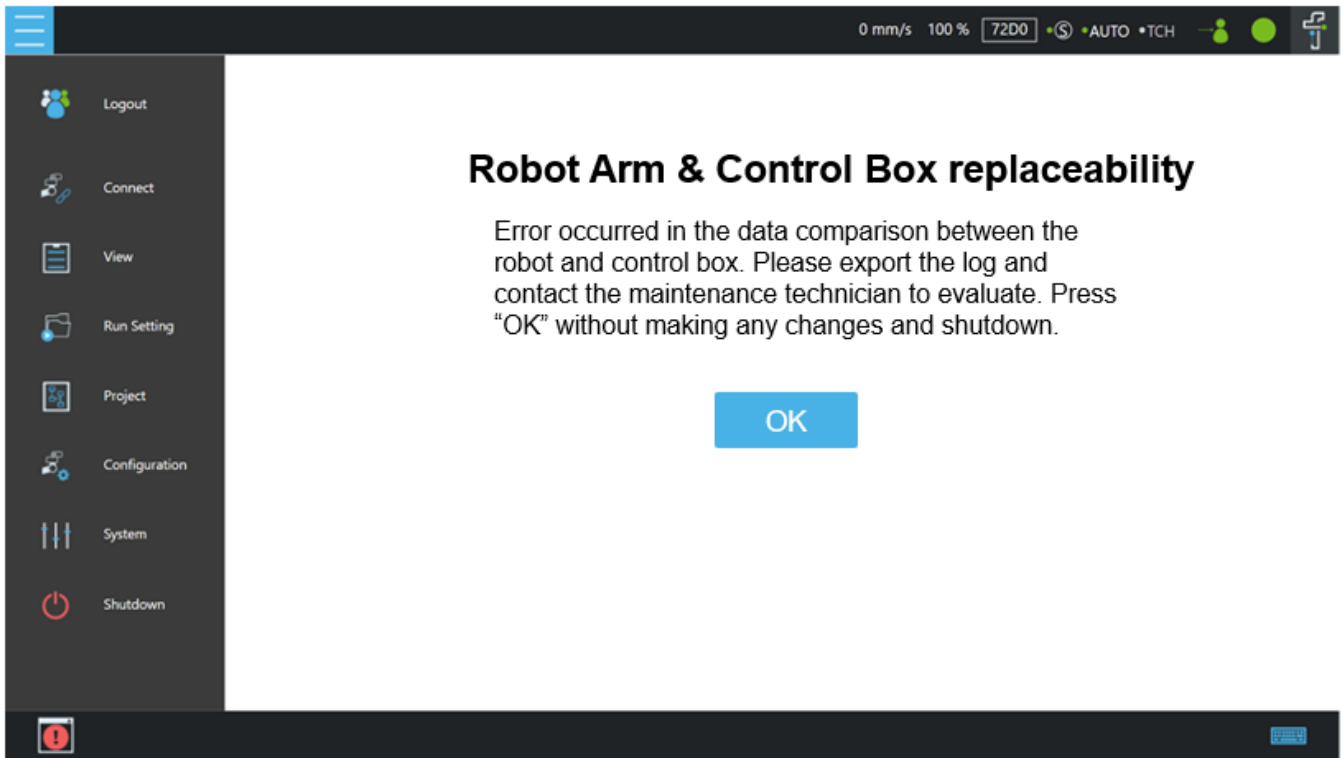 0 mm/s 100 % 72D0 •Ⓢ •AUTO •TCH
Logout
Connect
View
Run Setting
Project
Configuration
System
Shutdown
Robot Arm & Control Box replaceability
Error occurred in the data comparison between the
robot and control box. Please export the log and
contact the maintenance technician to evaluate. Press
“OK” without making any changes and shutdown.
OK